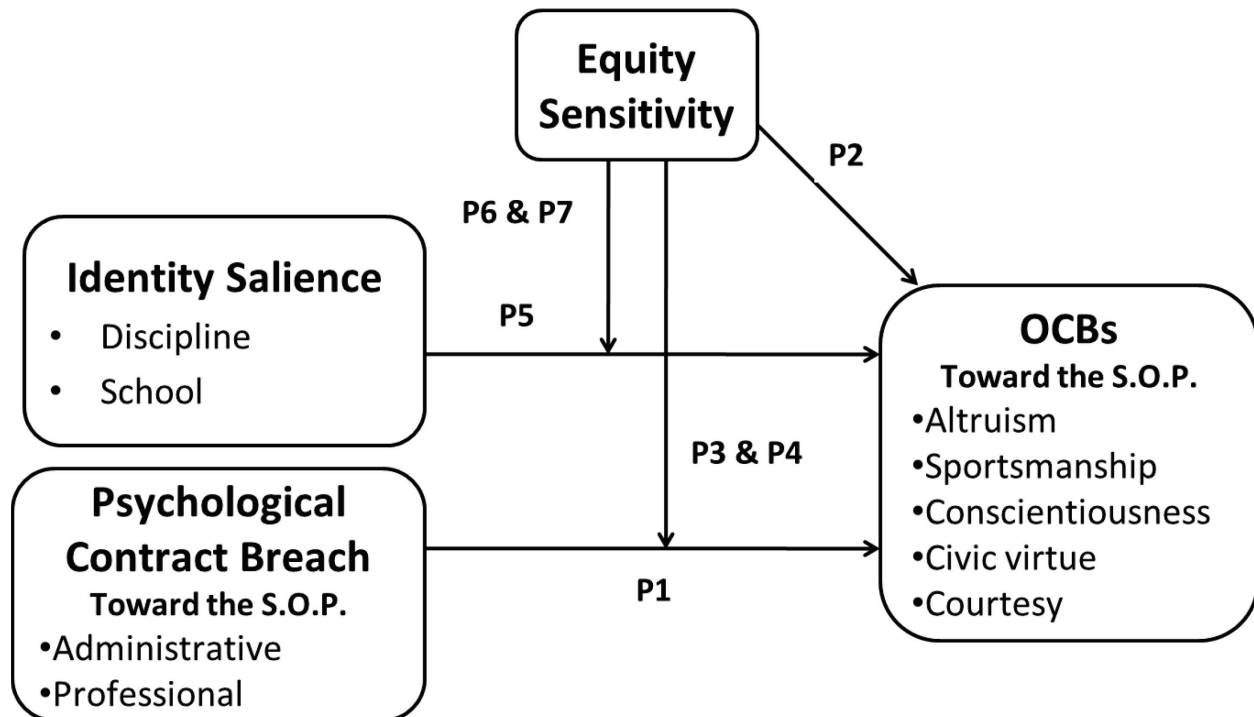 Equity
Sensitivity
P2
P6 & P7
Identity Salience
• Discipline
• School
P5
OCBs
Toward the S.O.P.
•Altruism
•Sportsmanship
•Conscientiousness
•Civic virtue
•Courtesy
P3 & P4
Psychological
Contract Breach
Toward the S.O.P.
•Administrative
•Professional
P1